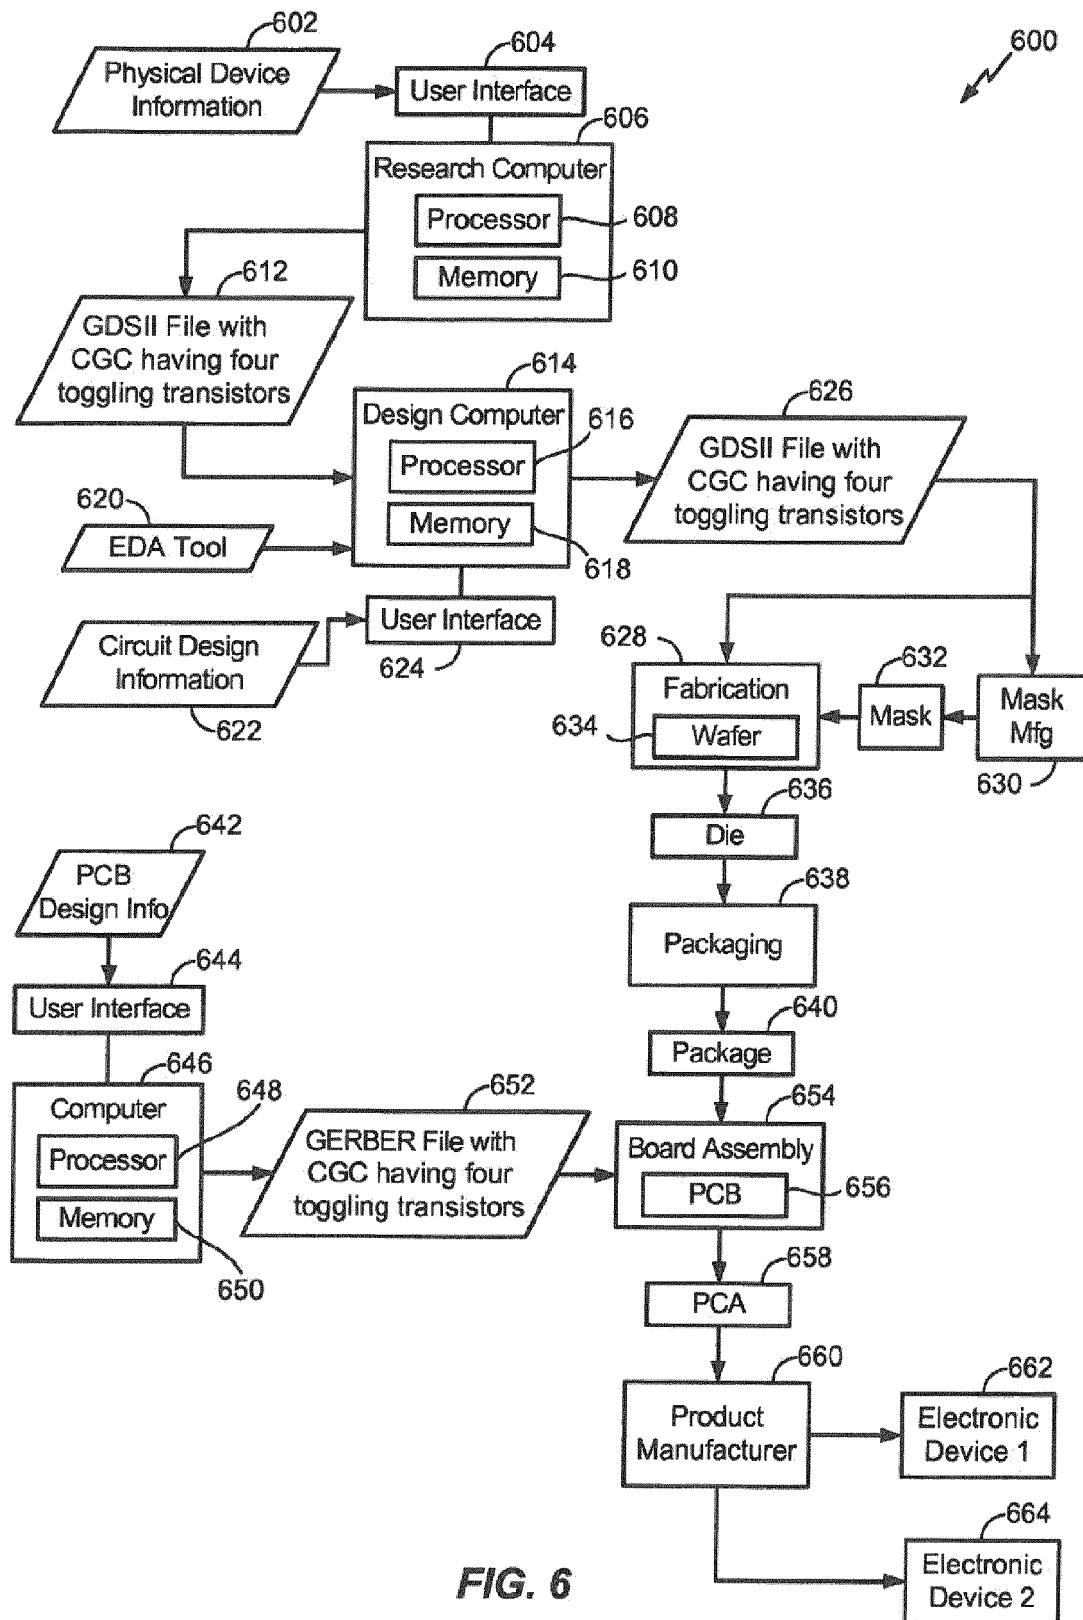 602
604
600
Physical Device
Information
User Interface
606
Research Computer
Processor
608
Memory
610
612
GDSII File with
CGC having four
toggling transistors
614
Design Computer
616
Processor
Memory
618
626
GDSII File with
CGC having four
toggling transistors
620
EDA Tool
User Interface
624
Circuit Design
Information
622
628
Fabrication
634
Wafer
632
Mask
Mask
Mfg
630
636
Die
638
Packaging
640
Package
642
PCB
Design Info
644
User Interface
646
Computer
648
Processor
Memory
650
652
GERBER File with
CGC having four
toggling transistors
654
Board Assembly
PCB
656
658
PCA
660
Product
Manufacturer
662
Electronic
Device 1
664
Electronic
Device 2
FIG. 6